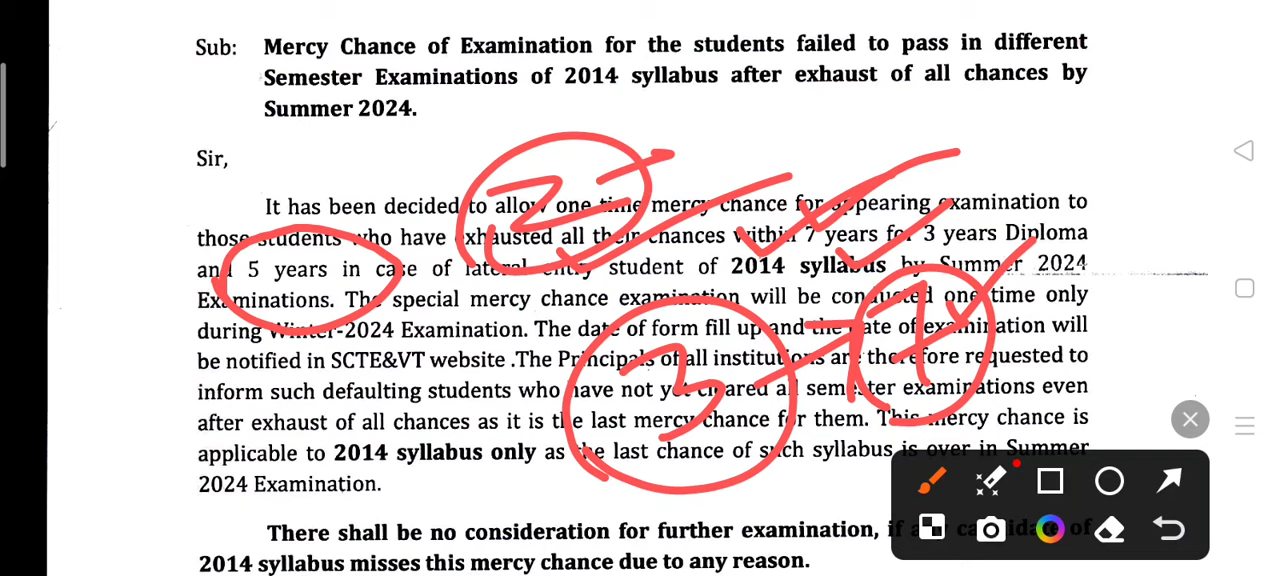 Sub: Mercy Chance of Examination for the students failed to pass in different
Semester Examinations of 2014 syllabus after exhaust of all chances by
Summer 2024.
Sir,
It has been decided to allow one time mercy chance for appearing examination to
those students who have exhausted all their chances within 7 years for 3 years Diploma
and 5 years in case of lateral entry student of 2014 syllabus by Summer 2024
Examinations. The special mercy chance examination will be conducted one time only
during Winter-2024 Examination. The date of form fill up and the date of examination will
be notified in SCTE&VT website .The Principals of all institutions are therefore requested to
inform such defaulting students who have not yet cleared all semester examinations even
after exhaust of all chances as it is the last mercy chance for them. This mercy chance is
applicable to 2014 syllabus only as the last chance of such syllabus is over in Summer
2024 Examination.
There shall be no consideration for further examination, if any candidate of
2014 syllabus misses this mercy chance due to any reason.
2
3
7